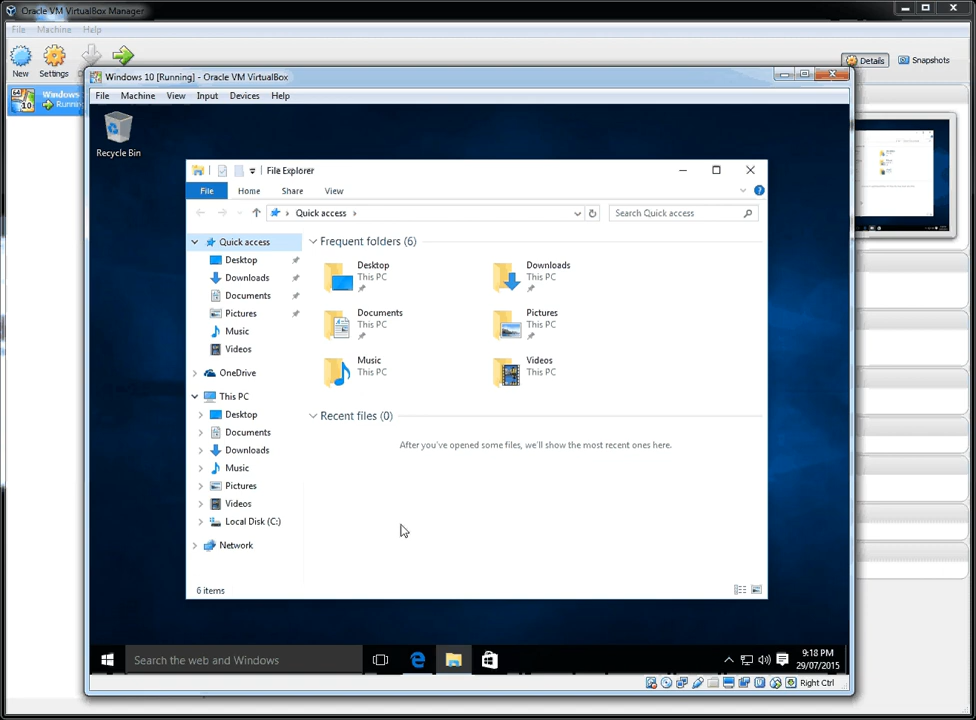 Oracle VM VirtualBox Manager
File Machine Help
New Settings
Details Snapshots
Windows
Runn
10
Windows 10 [Running] - Oracle VM VirtualBox
File Machine View Input Devices Help
Recycle Bin
File Explorer
File Home Share View
Quick access
Search Quick access
Quick access
Desktop
Downloads
Documents
Pictures
Music
Videos
OneDrive
This PC
Desktop
Documents
Downloads
Music
Pictures
Videos
Local Disk (C:)
Network
Frequent folders (6)
Desktop
This PC
Downloads
This PC
Documents
This PC
Pictures
This PC
Music
This PC
Videos
This PC
Recent files (0)
After you've opened some files, we'll show the most recent ones here.
6 items
Search the web and Windows
9:18 PM
29/07/2015
Right Ctrl